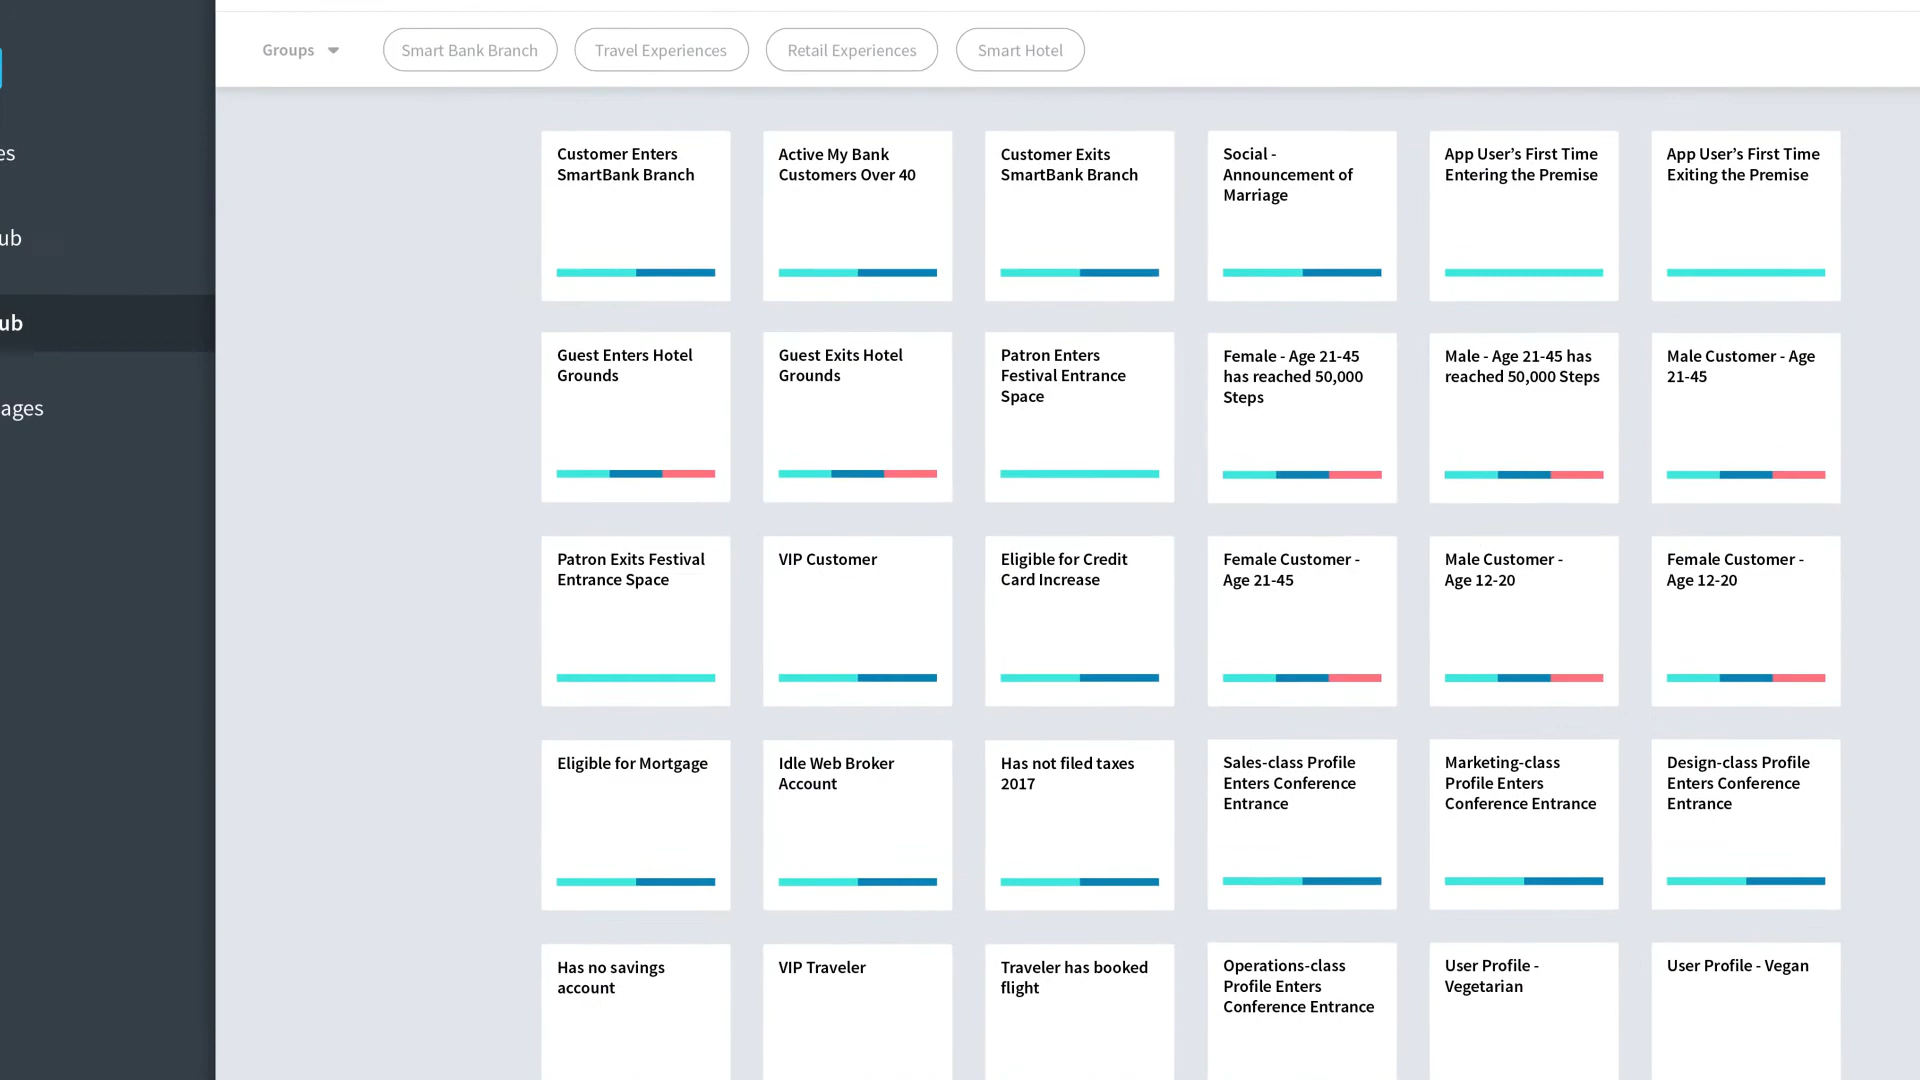 Groups
Smart Bank Branch
Travel Experiences
Retail Experiences
Smart Hotel
es
ub
ub
ages
Customer Enters
SmartBank Branch
Active My Bank
Customers Over 40
Customer Exits
SmartBank Branch
Social -
Announcement of
Marriage
App User’s First Time
Entering the Premise
App User’s First Time
Exiting the Premise
Guest Enters Hotel
Grounds
Guest Exits Hotel
Grounds
Patron Enters
Festival Entrance
Space
Female - Age 21-45
has reached 50,000
Steps
Male - Age 21-45 has
reached 50,000 Steps
Male Customer - Age
21-45
Patron Exits Festival
Entrance Space
VIP Customer
Eligible for Credit
Card Increase
Female Customer -
Age 21-45
Male Customer -
Age 12-20
Female Customer -
Age 12-20
Eligible for Mortgage
Idle Web Broker
Account
Has not filed taxes
2017
Sales-class Profile
Enters Conference
Entrance
Marketing-class
Profile Enters
Conference Entrance
Design-class Profile
Enters Conference
Entrance
Has no savings
account
VIP Traveler
Traveler has booked
flight
Operations-class
Profile Enters
Conference Entrance
User Profile -
Vegetarian
User Profile - Vegan